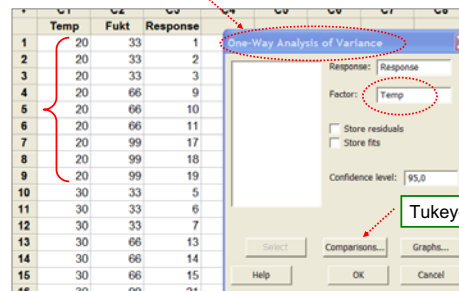 C1 C2 C3 C4 C5 C6 C7 C8
Temp Fukt Response
1 20 33 1
2 20 33 2
3 20 33 3
4 20 66 9
5 20 66 10
6 20 66 11
7 20 99 17
8 20 99 18
9 20 99 19
10 30 33 5
11 30 33 6
12 30 33 7
13 30 66 13
14 30 66 14
15 30 66 15
16 30 99 21
One-Way Analysis of Variance
Response: Response
Factor: Temp
Store residuals
Store fits
Confidence level: 95,0
Tukey
Select Comparisons... Graphs...
Help OK Cancel